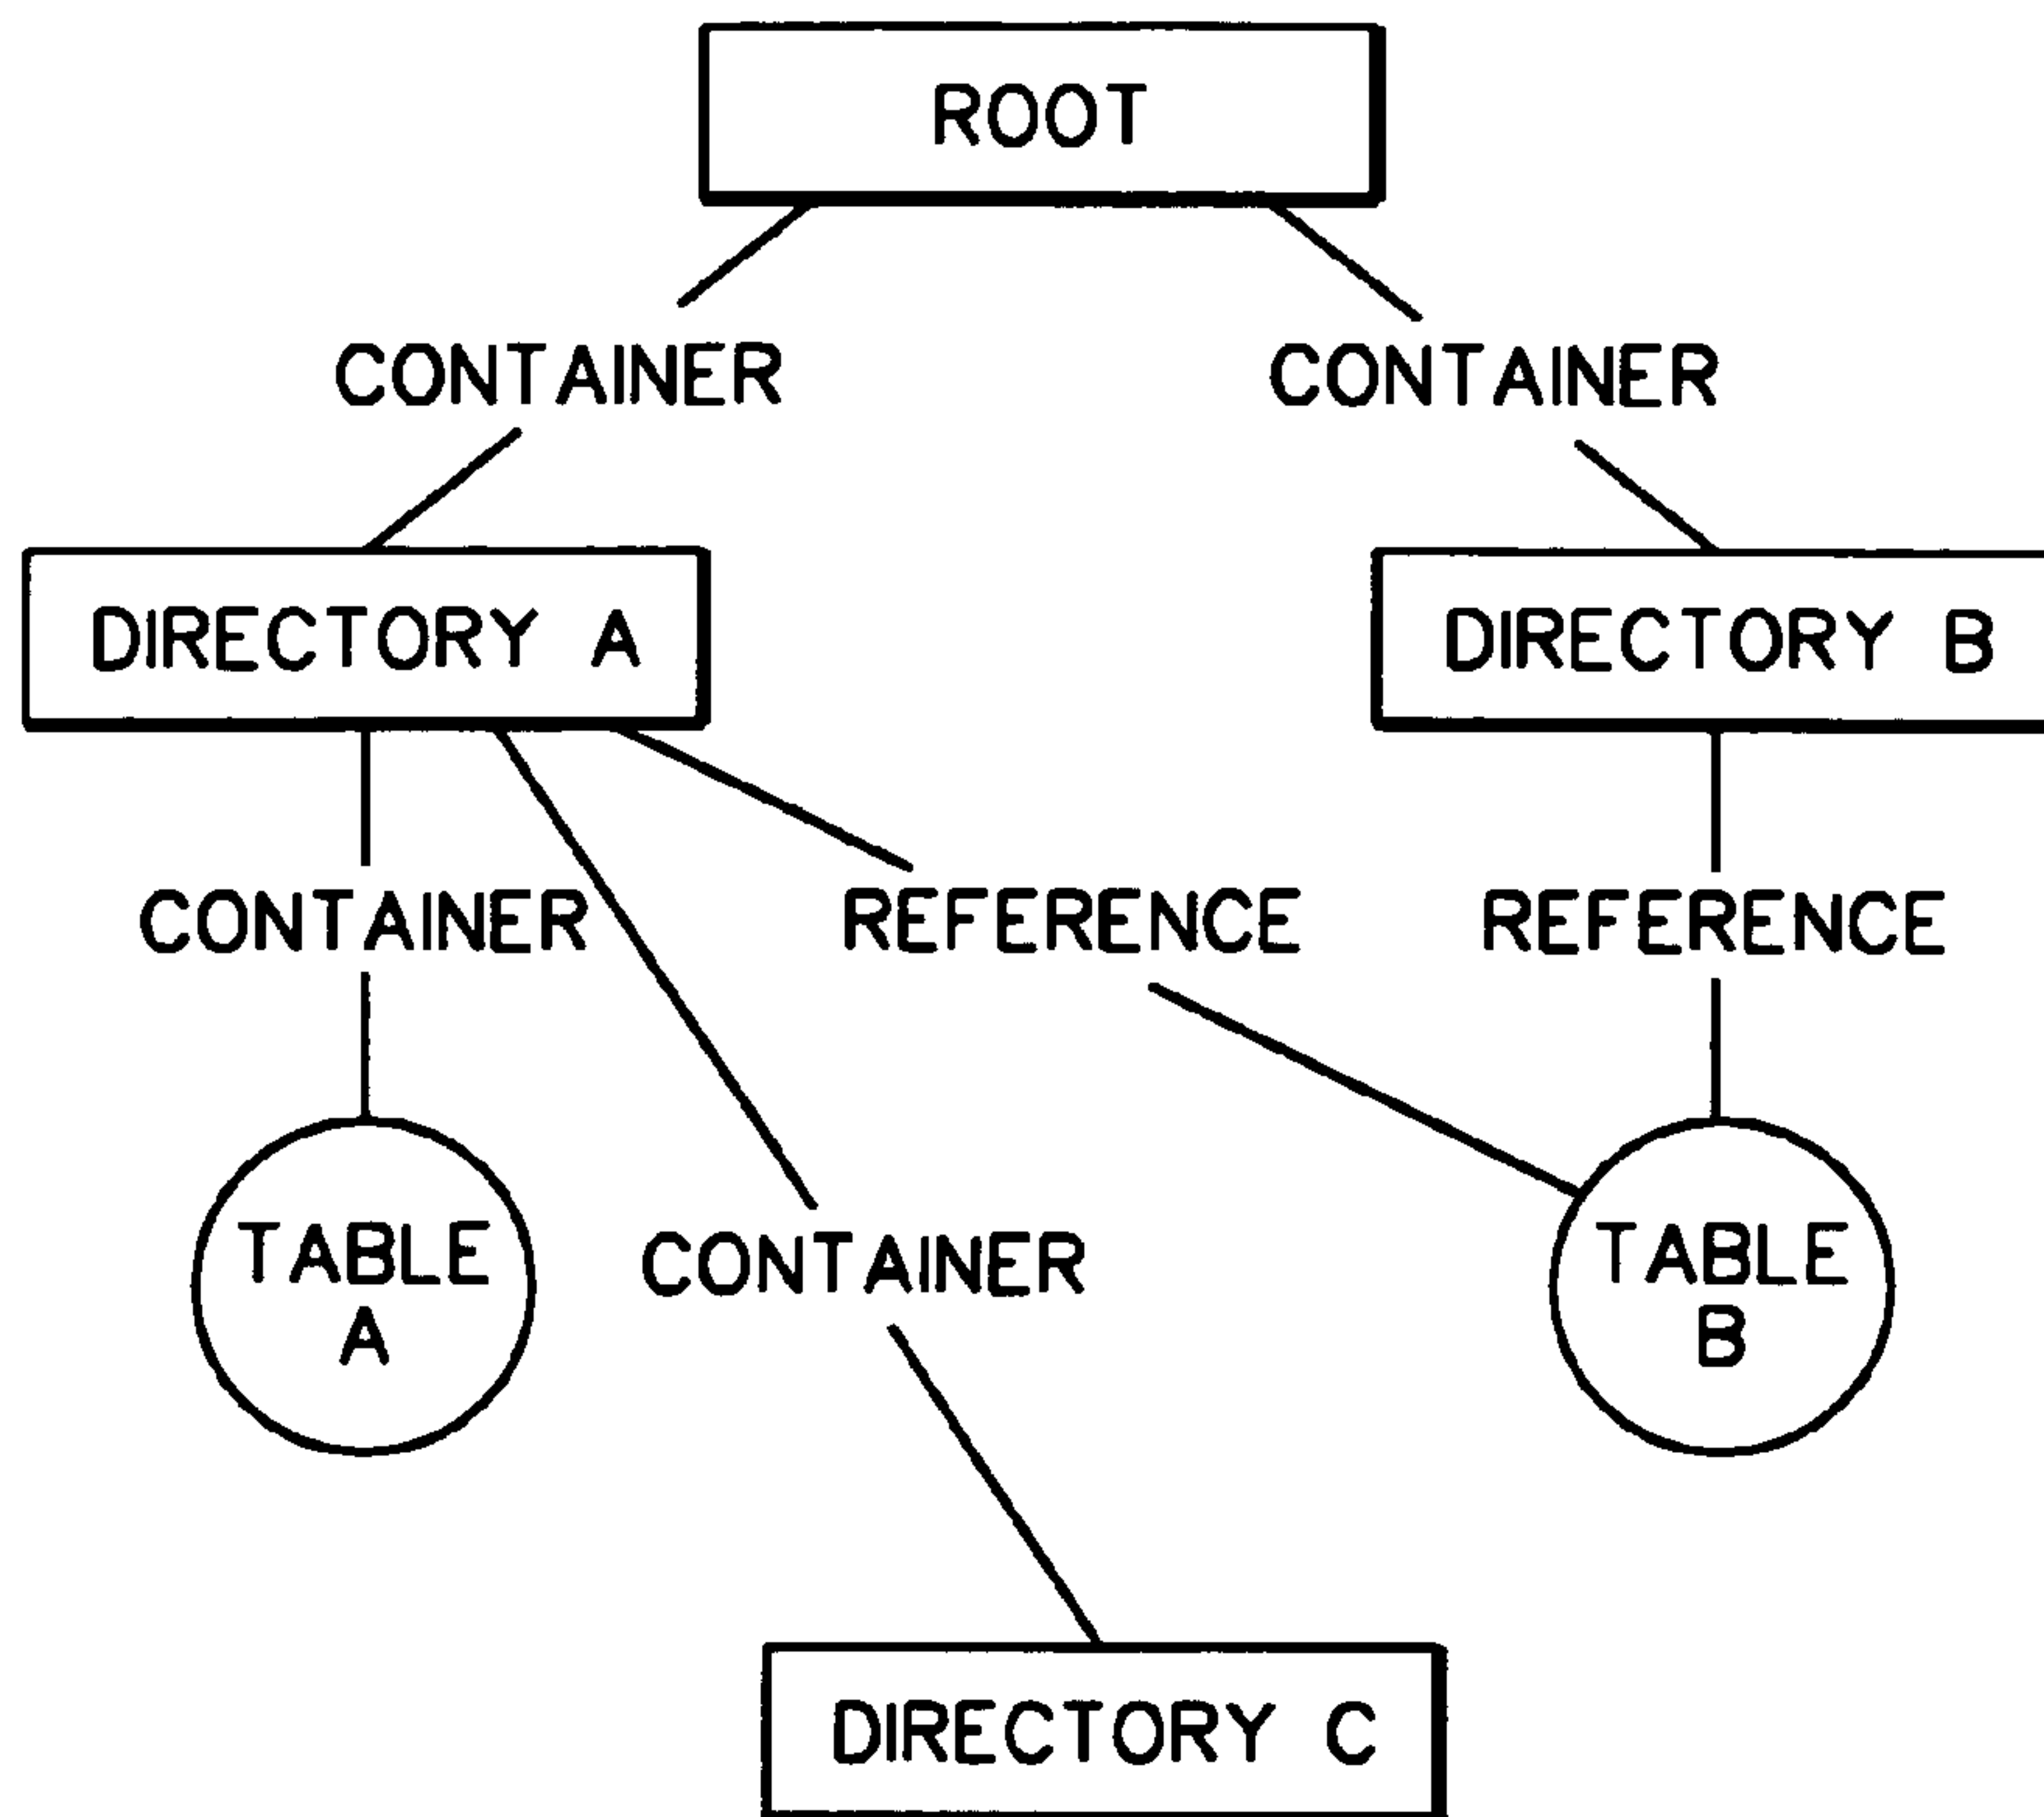 ROOT
CONTAINER
CONTAINER
DIRECTORY A
DIRECTORY B
CONTAINER
REFERENCE
REFERENCE
TABLE
A
CONTAINER
TABLE
B
DIRECTORY C